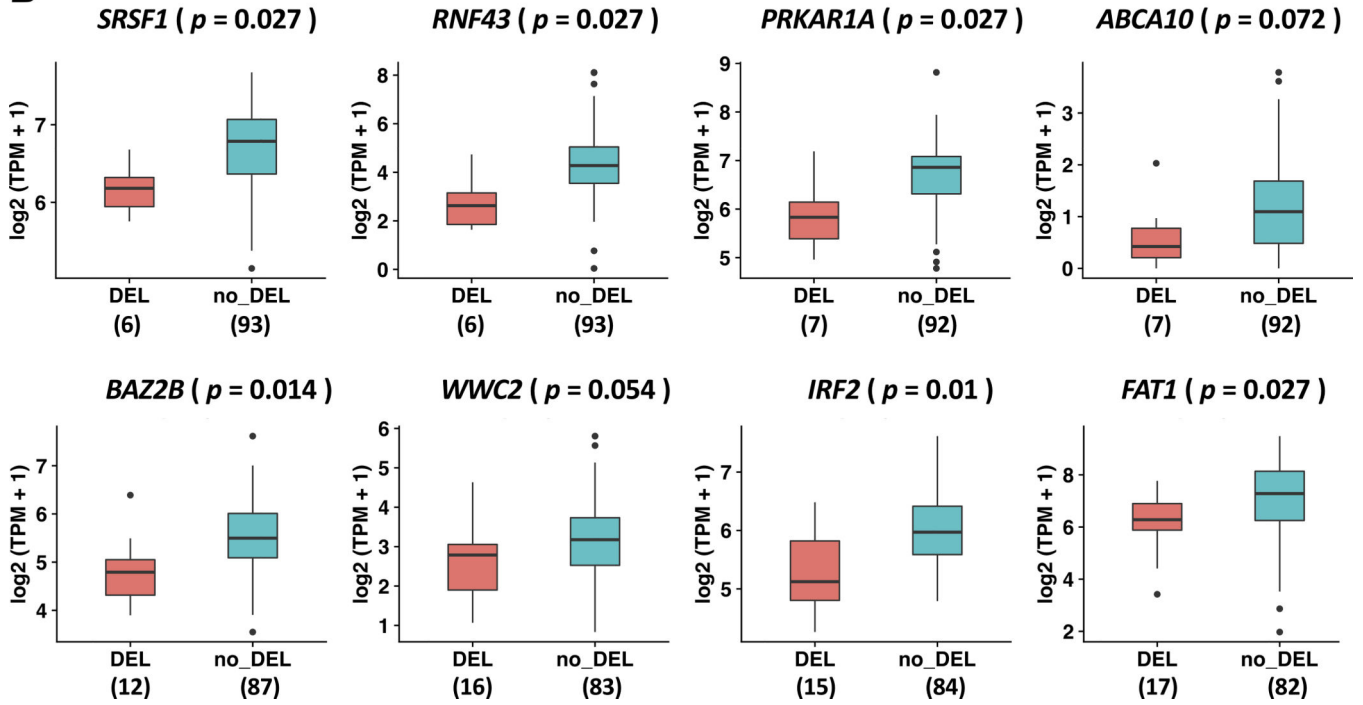 SRSF1 ( p = 0.027 )
RNF43 ( p = 0.027 )
PRKAR1A ( p = 0.027 )
ABCA10 ( p = 0.072 )
log2 (TPM + 1)
7
6
DEL
no_DEL
(6)
(93)
log2 (TPM + 1)
8
6
4
2
0
DEL
no_DEL
(6)
(93)
log2 (TPM + 1)
9
8
7
6
5
DEL
no_DEL
(7)
(92)
log2 (TPM + 1)
3
2
1
0
DEL
no_DEL
(7)
(92)
BAZ2B ( p = 0.014 )
WWC2 ( p = 0.054 )
IRF2 ( p = 0.01 )
FAT1 ( p = 0.027 )
log2 (TPM + 1)
7
6
5
4
DEL
no_DEL
(12)
(87)
log2 (TPM + 1)
6
5
4
3
2
1
DEL
no_DEL
(16)
(83)
log2 (TPM + 1)
7
6
5
DEL
no_DEL
(15)
(84)
log2 (TPM + 1)
8
6
4
2
DEL
no_DEL
(17)
(82)